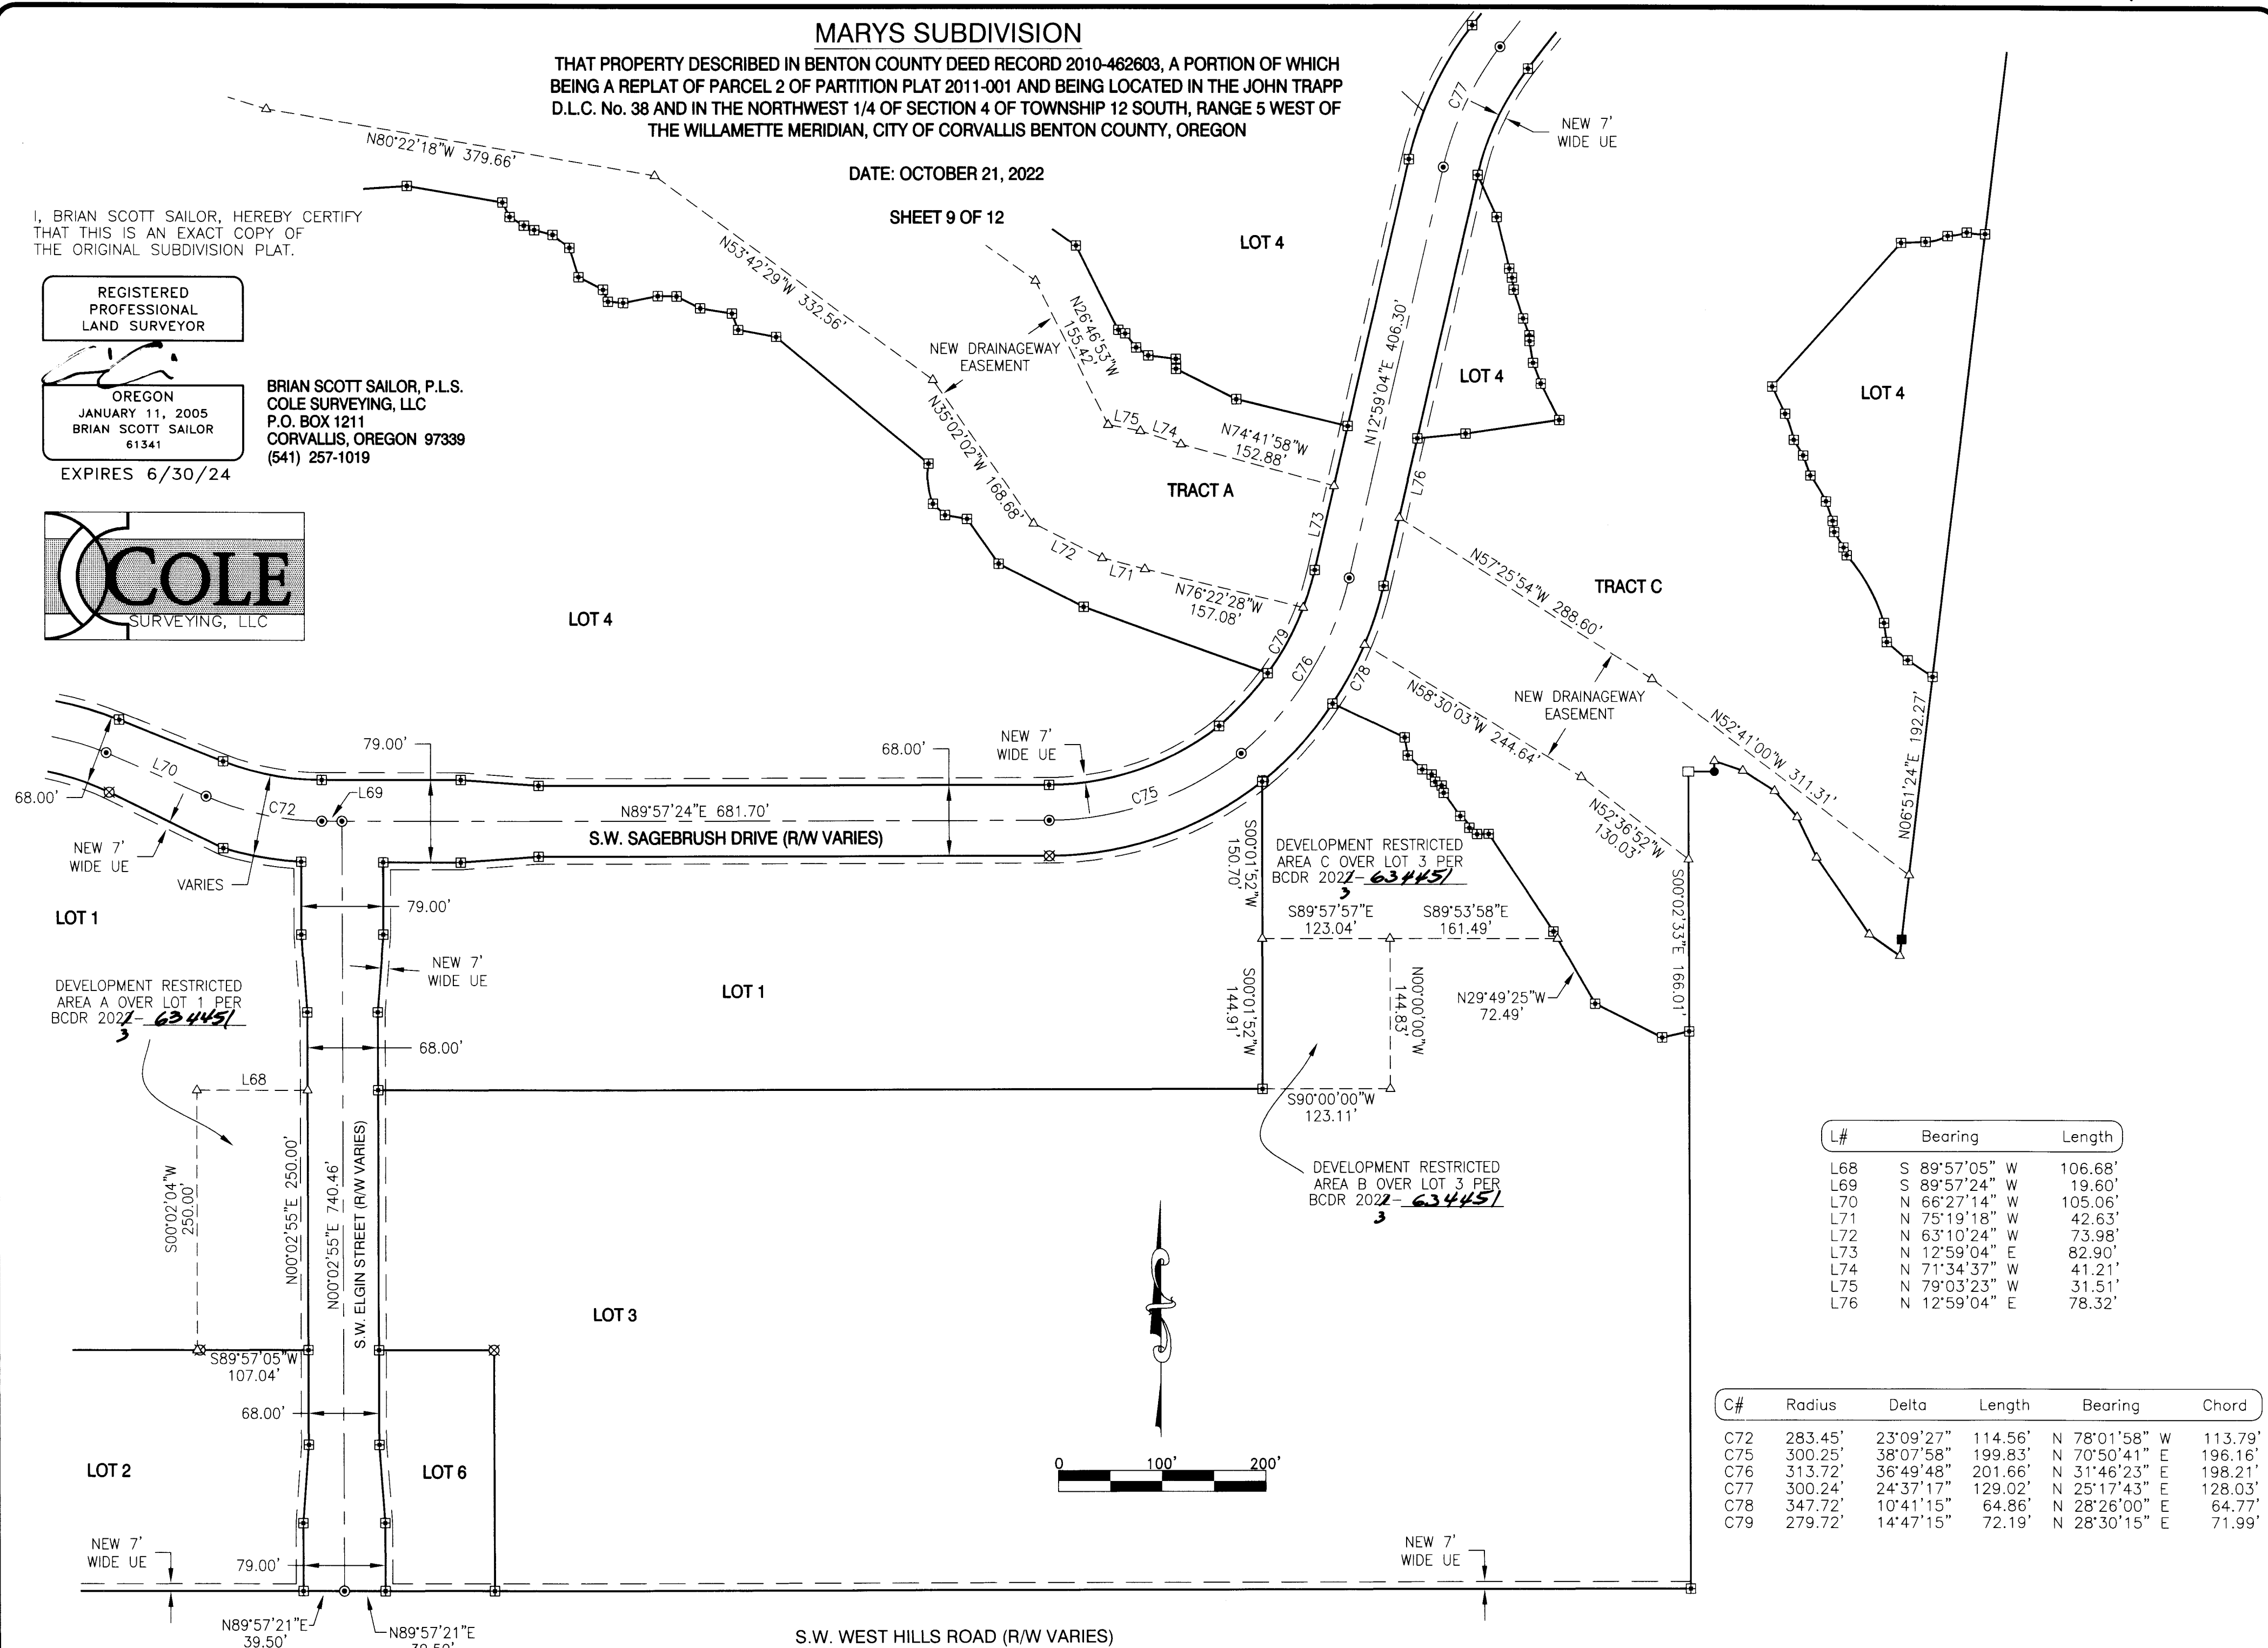 MARYS SUBDIVISION
THAT PROPERTY DESCRIBED IN BENTON COUNTY DEED RECORD 2010-462603, A PORTION OF WHICH
BEING A REPLAT OF PARCEL 2 OF PARTITION PLAT 2011-001 AND BEING LOCATED IN THE JOHN TRAPP
D.L.C. No. 38 AND IN THE NORTHWEST 1/4 OF SECTION 4 OF TOWNSHIP 12 SOUTH, RANGE 5 WEST OF
THE WILLAMETTE MERIDIAN, CITY OF CORVALLIS BENTON COUNTY, OREGON
DATE: OCTOBER 21, 2022
SHEET 9 OF 12
I, BRIAN SCOTT SAILOR, HEREBY CERTIFY
THAT THIS IS AN EXACT COPY OF
THE ORIGINAL SUBDIVISION PLAT.
REGISTERED
PROFESSIONAL
LAND SURVEYOR
OREGON
JANUARY 11, 2005
BRIAN SCOTT SAILOR
61341
EXPIRES 6/30/24
BRIAN SCOTT SAILOR, P.L.S.
COLE SURVEYING, LLC
P.O. BOX 1211
CORVALLIS, OREGON 97339
(541) 257-1019
COLE
SURVEYING, LLC
N80°22'18"W 379.66'
N53°42'29"W 332.56'
NEW DRAINAGEWAY
EASEMENT
N26°46'53"W
155.42'
N35°02'02"W 168.68'
L75
L74
N74°41'58"W
152.88'
L72
L71
N76°22'28"W
157.08'
TRACT A
L73
C79
C76
C78
L76
N12°59'04"E 406.30'
C77
NEW 7'
WIDE UE
LOT 4
LOT 4
LOT 4
LOT 4
TRACT C
N57°25'54"W 288.60'
N58°30'03"W 244.64'
NEW DRAINAGEWAY
EASEMENT
N52°41'00"W 311.31'
N52°36'52"W
130.03'
N06°51'24"E 192.27'
S00°02'33"E 166.01'
68.00'
L70
C72
L69
79.00'
68.00'
NEW 7'
WIDE UE
C75
N89°57'24"E 681.70'
S.W. SAGEBRUSH DRIVE (R/W VARIES)
NEW 7'
WIDE UE
VARIES
LOT 1
79.00'
NEW 7'
WIDE UE
DEVELOPMENT RESTRICTED
AREA A OVER LOT 1 PER
BCDR 2022- 634451
3
68.00'
LOT 1
S00°01'52"W
150.70'
DEVELOPMENT RESTRICTED
AREA C OVER LOT 3 PER
BCDR 2022- 634451
3
S89°57'57"E
123.04'
S89°53'58"E
161.49'
S00°01'52"W
144.91'
N00°00'00"W
144.83'
N29°49'25"W
72.49'
S90°00'00"W
123.11'
DEVELOPMENT RESTRICTED
AREA B OVER LOT 3 PER
BCDR 2022- 634451
3
L68
S00°02'04"W
250.00'
N00°02'55"E 250.00'
N00°02'55"E 740.46'
S.W. ELGIN STREET (R/W VARIES)
S89°57'05"W
107.04'
68.00'
LOT 3
LOT 2
LOT 6
0 100' 200'
NEW 7'
WIDE UE
79.00'
NEW 7'
WIDE UE
N89°57'21"E
39.50'
N89°57'21"E
39.50'
S.W. WEST HILLS ROAD (R/W VARIES)
L# Bearing Length
L68 S 89°57'05" W 106.68'
L69 S 89°57'24" W 19.60'
L70 N 66°27'14" W 105.06'
L71 N 75°19'18" W 42.63'
L72 N 63°10'24" W 73.98'
L73 N 12°59'04" E 82.90'
L74 N 71°34'37" W 41.21'
L75 N 79°03'23" W 31.51'
L76 N 12°59'04" E 78.32'
C# Radius Delta Length Bearing Chord
C72 283.45' 23°09'27" 114.56' N 78°01'58" W 113.79'
C75 300.25' 38°07'58" 199.83' N 70°50'41" E 196.16'
C76 313.72' 36°49'48" 201.66' N 31°46'23" E 198.21'
C77 300.24' 24°37'17" 129.02' N 25°17'43" E 128.03'
C78 347.72' 10°41'15" 64.86' N 28°26'00" E 64.77'
C79 279.72' 14°47'15" 72.19' N 28°30'15" E 71.99'